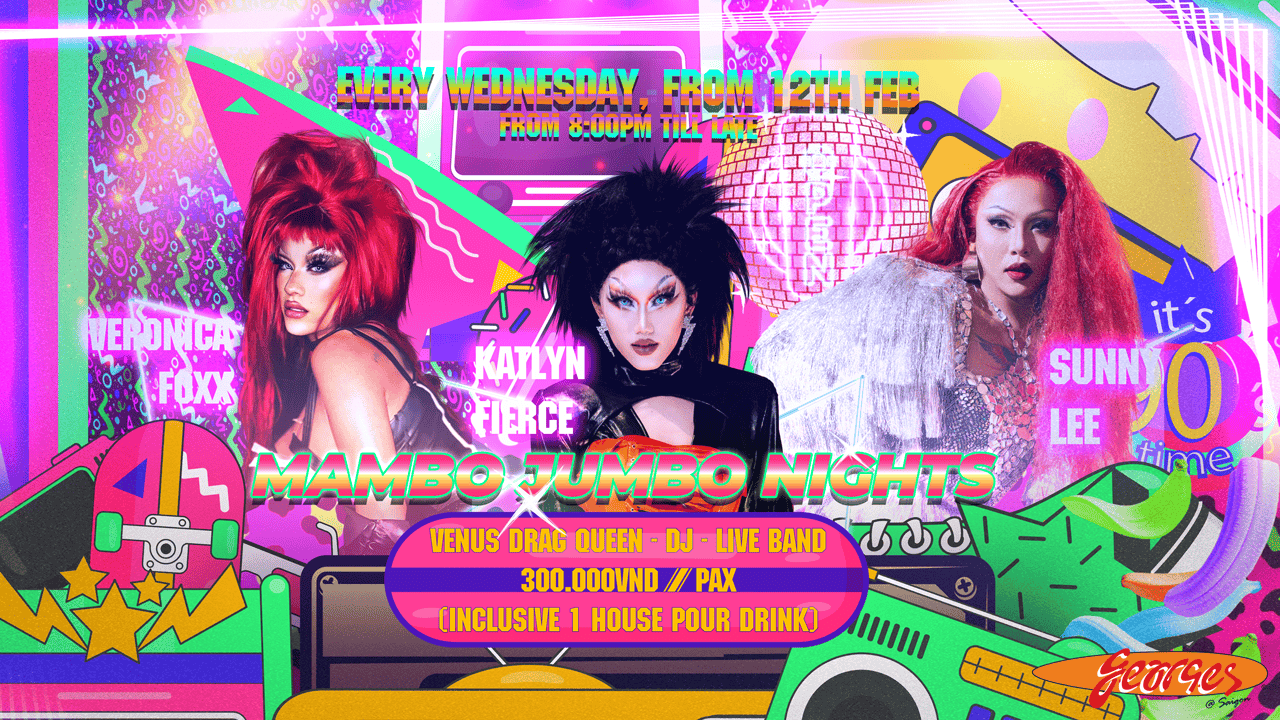 EVERY WEDNESDAY, FROM 12TH FEB
FROM 8:00PM TILL LATE
VERONICA
FOXX
KATLYN
FIERCE
SUNNY
LEE
it´s
90
time
MAMBO JUMBO NIGHTS
VENUS DRAG QUEEN - DJ - LIVE BAND
300.000VND // PAX
(INCLUSIVE 1 HOUSE POUR DRINK)
Georges
@ Saigon